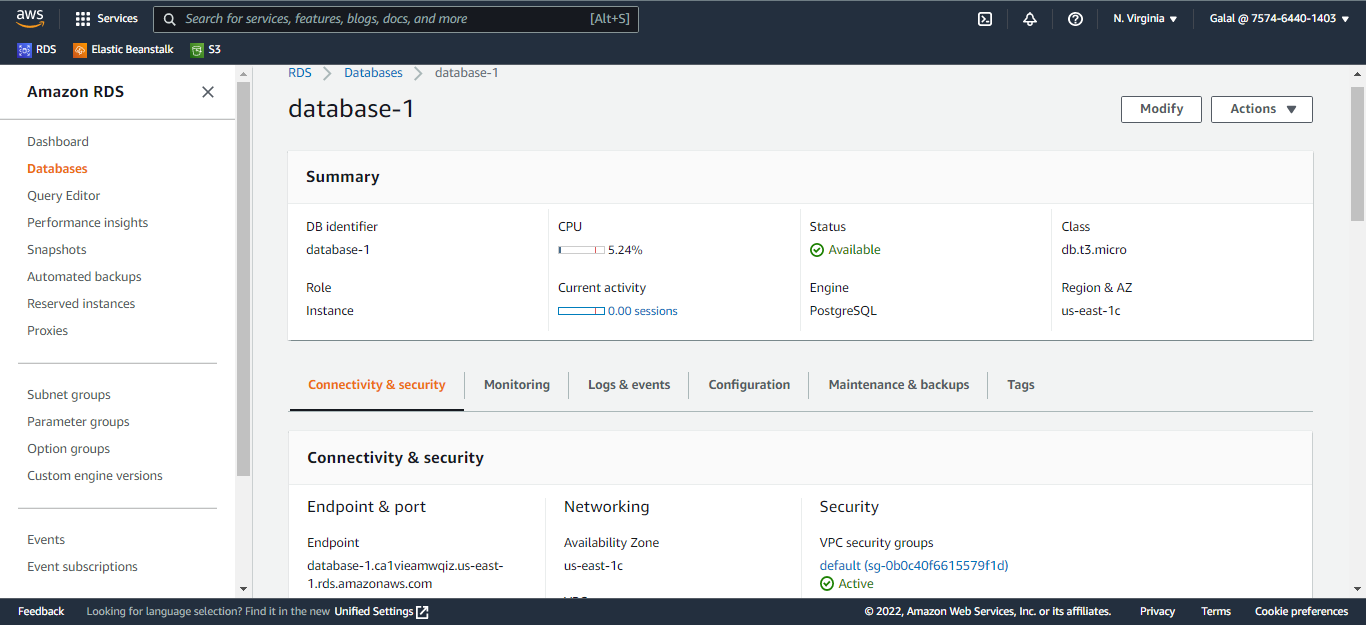 aws
Services
Search for services, features, blogs, docs, and more
[Alt+S]
N. Virginia
Galal @ 7574-6440-1403
RDS
Elastic Beanstalk
S3
Amazon RDS
Dashboard
Databases
Query Editor
Performance insights
Snapshots
Automated backups
Reserved instances
Proxies
Subnet groups
Parameter groups
Option groups
Custom engine versions
Events
Event subscriptions
RDS
Databases
database-1
database-1
Modify
Actions
Summary
DB identifier
database-1
CPU
5.24%
Status
Available
Class
db.t3.micro
Role
Instance
Current activity
0.00 sessions
Engine
PostgreSQL
Region & AZ
us-east-1c
Connectivity & security
Monitoring
Logs & events
Configuration
Maintenance & backups
Tags
Connectivity & security
Endpoint & port
Endpoint
database-1.ca1vieamwqiz.us-east-
1.rds.amazonaws.com
Networking
Availability Zone
us-east-1c
Security
VPC security groups
default (sg-0b0c40f6615579f1d)
Active
Feedback
Looking for language selection? Find it in the new Unified Settings
© 2022, Amazon Web Services, Inc. or its affiliates.
Privacy
Terms
Cookie preferences